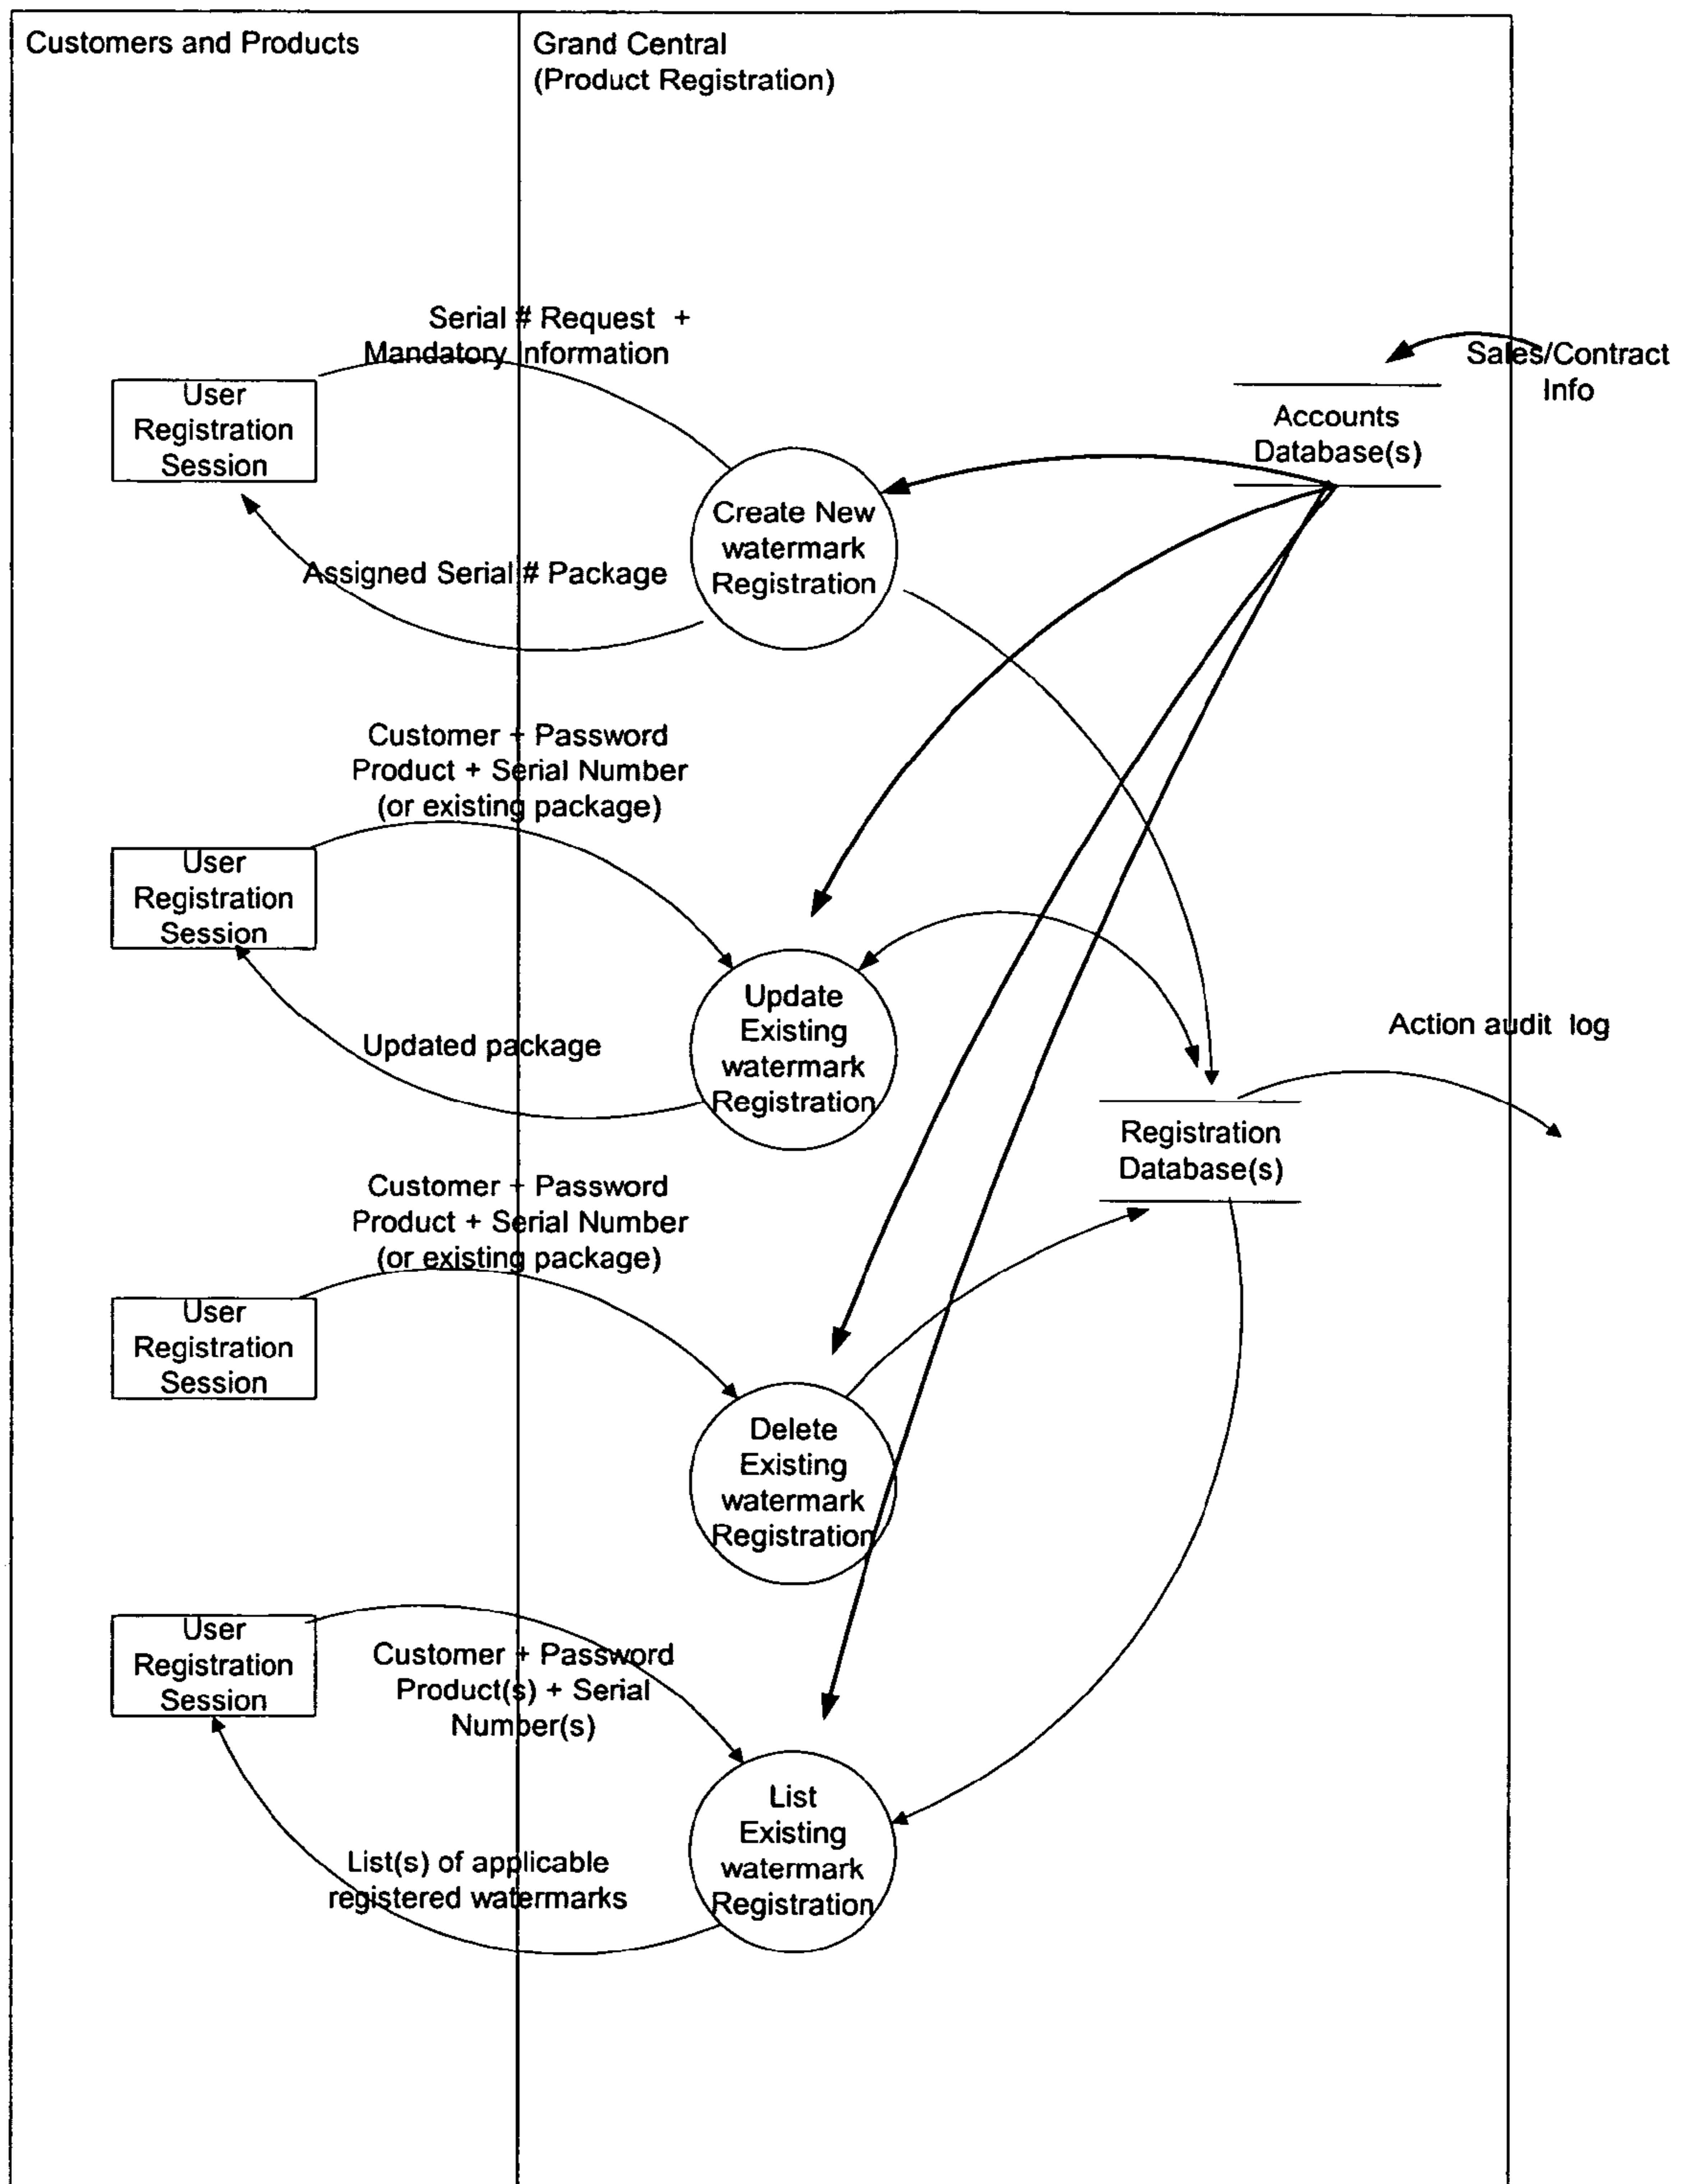 Customers and Products
Grand Central
(Product Registration)
Serial # Request +
Mandatory Information
Sales/Contract
Info
User
Registration
Session
Accounts
Database(s)
Create New
watermark
Registration
Assigned Serial # Package
Customer + Password
Product + Serial Number
(or existing package)
User
Registration
Session
Update
Existing
watermark
Registration
Updated package
Action audit log
Registration
Database(s)
Customer + Password
Product + Serial Number
(or existing package)
User
Registration
Session
Delete
Existing
watermark
Registration
User
Registration
Session
Customer + Password
Product(s) + Serial
Number(s)
List
Existing
watermark
Registration
List(s) of applicable
registered watermarks